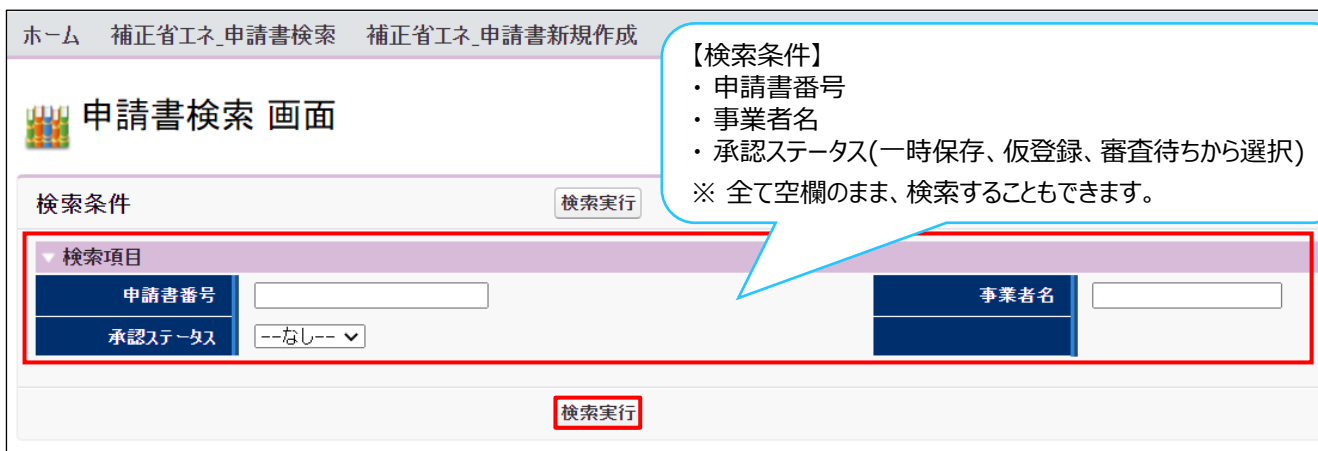 ホーム 補正省エネ_申請書検索 補正省エネ_申請書新規作成
【検索条件】
・ 申請書番号
・ 事業者名
・ 承認ステータス(一時保存、仮登録、審査待ちから選択)
※ 全て空欄のまま、検索することもできます。
申請書検索 画面
検索条件 検索実行
検索項目
申請書番号 事業者名
承認ステータス --なし--
検索実行